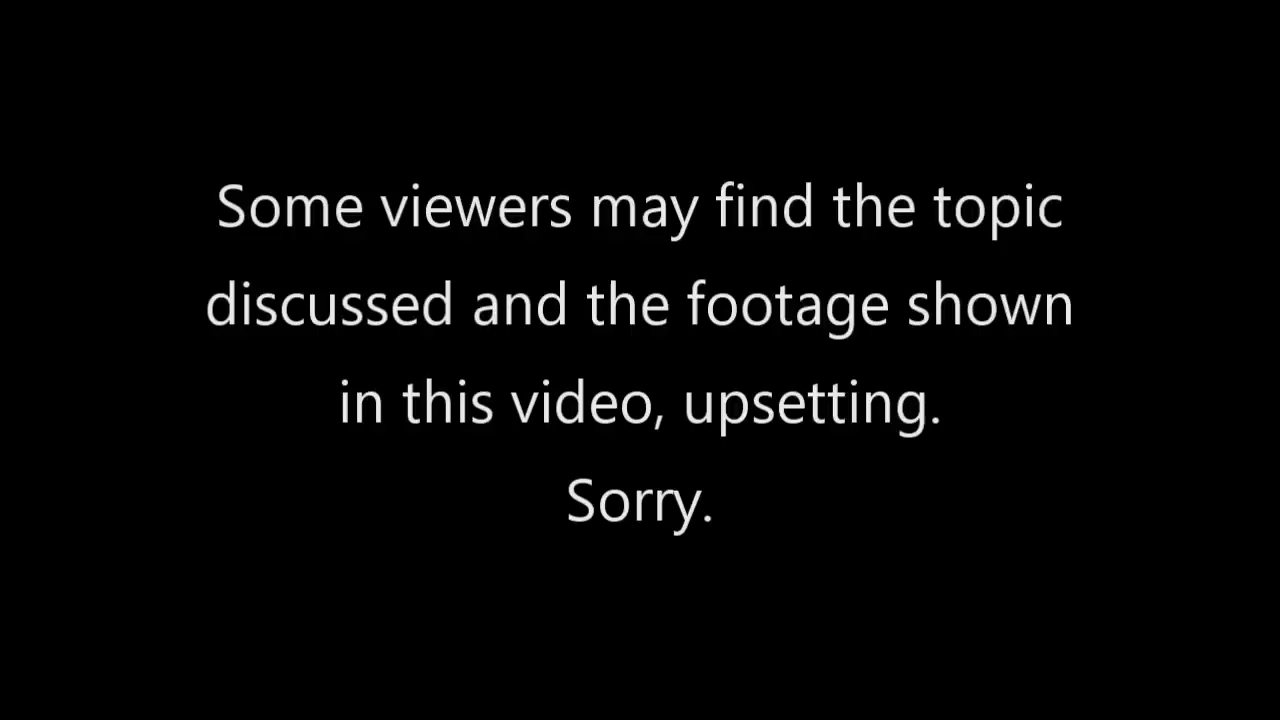 Some viewers may find the topic
discussed and the footage shown
in this video, upsetting.
Sorry.